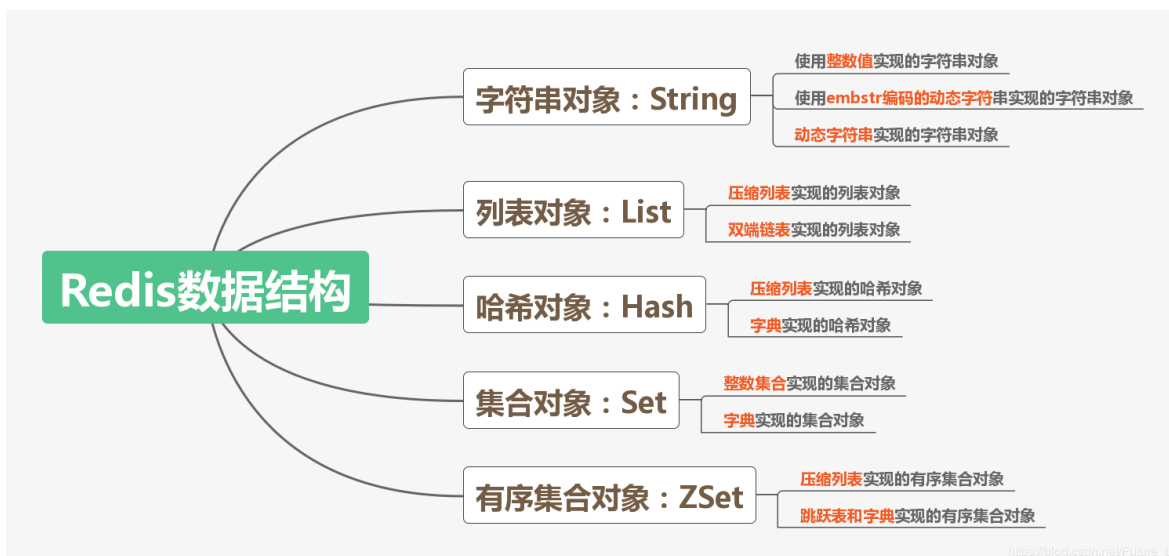 Redis数据结构
字符串对象：String
使用整数值实现的字符串对象
使用embstr编码的动态字符串实现的字符串对象
动态字符串实现的字符串对象
列表对象：List
压缩列表实现的列表对象
双端链表实现的列表对象
哈希对象：Hash
压缩列表实现的哈希对象
字典实现的哈希对象
集合对象：Set
整数集合实现的集合对象
字典实现的集合对象
有序集合对象：ZSet
压缩列表实现的有序集合对象
跳跃表和字典实现的有序集合对象